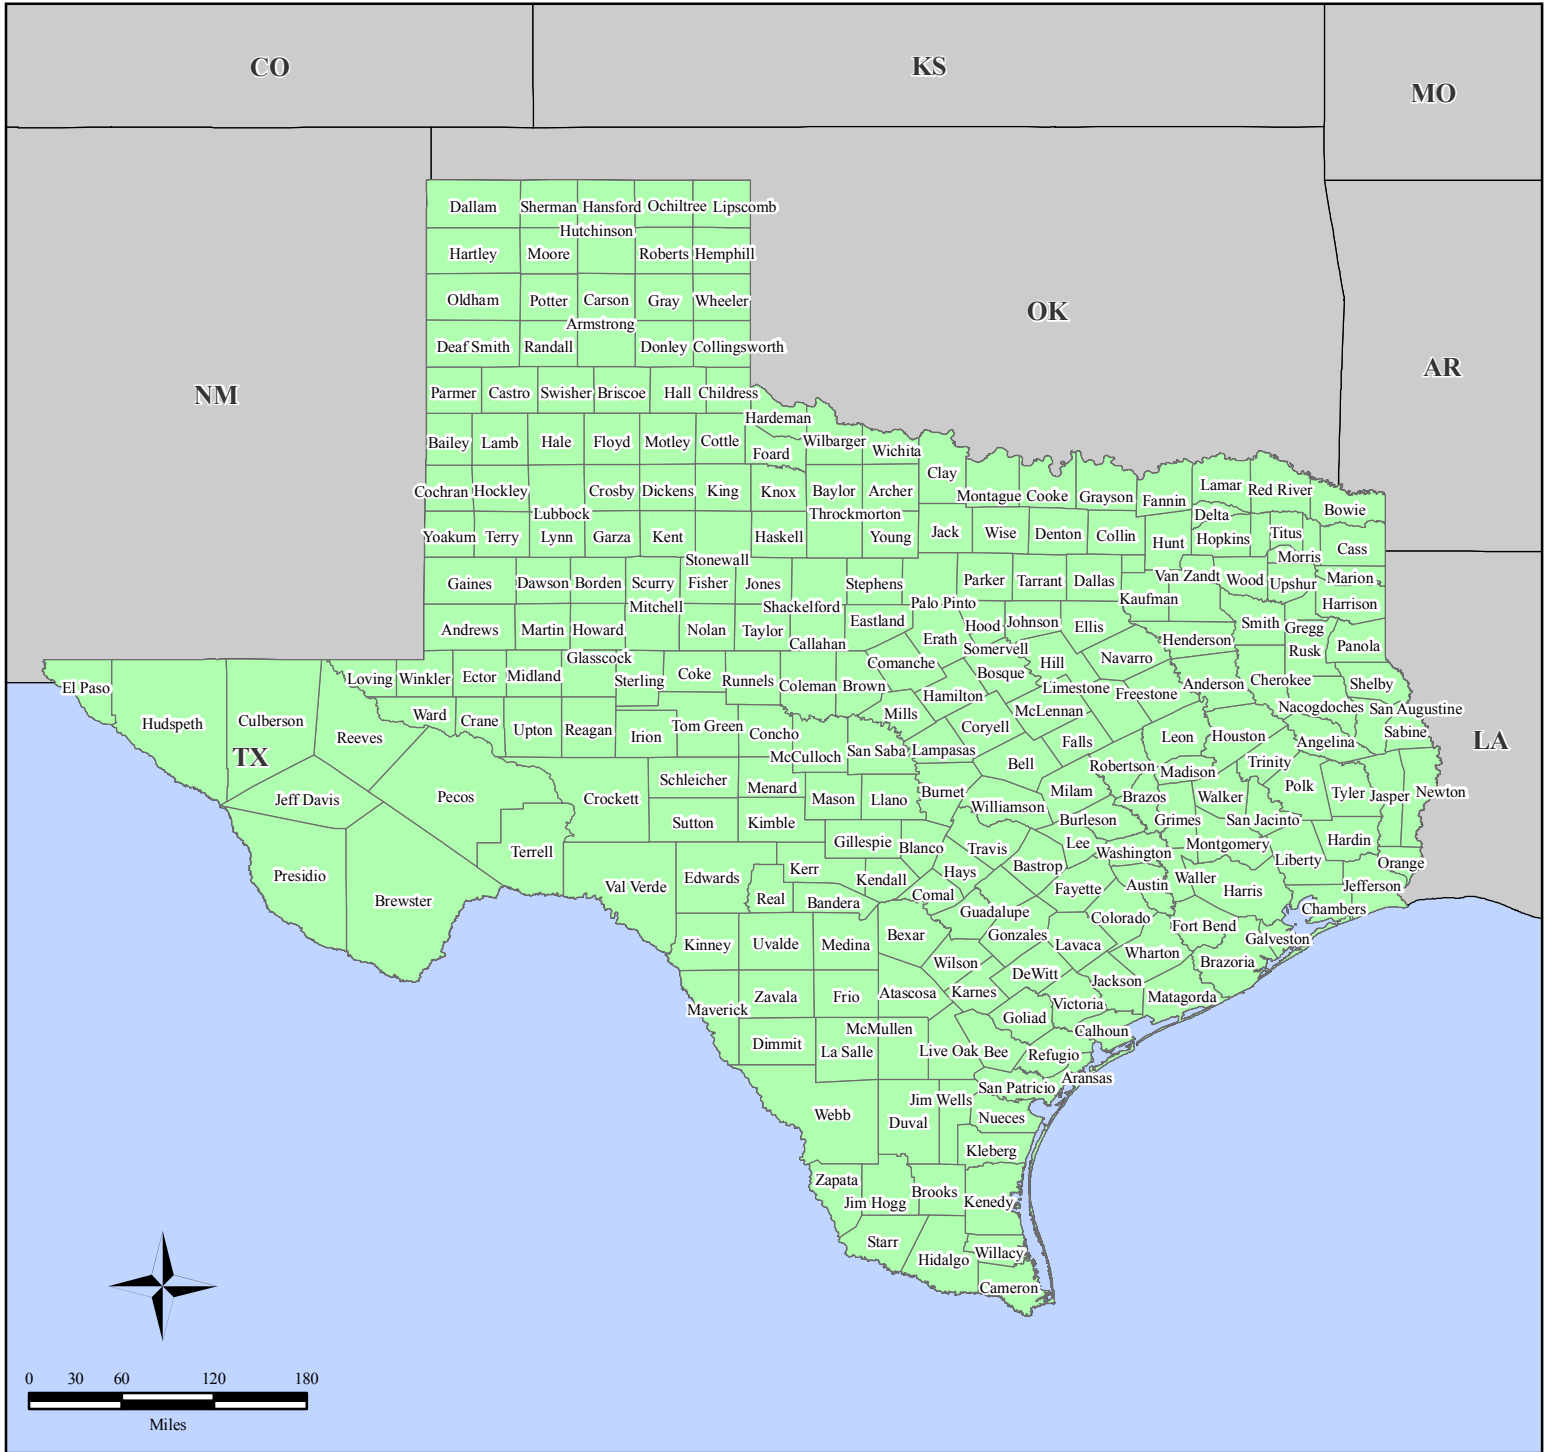 CO
KS
MO
Dallam
Sherman
Hansford
Ochiltree
Lipscomb
Hutchinson
Hartley
Moore
Roberts
Hemphill
Oldham
Potter
Carson
Gray
Wheeler
OK
Armstrong
Deaf Smith
Randall
Donley
Collingsworth
AR
NM
Parmer
Castro
Swisher
Briscoe
Hall
Childress
Hardeman
Bailey
Lamb
Hale
Floyd
Motley
Cottle
Foard
Wilbarger
Wichita
Clay
Cochran
Hockley
Crosby
Dickens
King
Knox
Baylor
Archer
Montague
Cooke
Grayson
Fannin
Lamar
Red River
Bowie
Lubbock
Throckmorton
Delta
Yoakum
Terry
Lynn
Garza
Kent
Haskell
Young
Jack
Wise
Denton
Collin
Hunt
Hopkins
Titus
Cass
Morris
Stonewall
Gaines
Dawson
Borden
Scurry
Fisher
Jones
Stephens
Parker
Tarrant
Dallas
Van Zandt
Wood
Upshur
Marion
Mitchell
Shackelford
Palo Pinto
Kaufman
Harrison
Andrews
Martin
Howard
Nolan
Taylor
Callahan
Eastland
Erath
Hood
Johnson
Ellis
Smith
Gregg
Henderson
Rusk
Panola
Glasscock
Somervell
Comanche
Hill
Navarro
Bosque
El Paso
Loving
Winkler
Ector
Midland
Sterling
Coke
Runnels
Coleman
Brown
Hamilton
Limestone
Freestone
Anderson
Cherokee
Shelby
Hudspeth
Culberson
Reeves
Ward
Crane
Upton
Reagan
Irion
Tom Green
Concho
Mills
Coryell
McLennan
Nacogdoches
San Augustine
Sabine
LA
TX
McCulloch
San Saba
Lampasas
Bell
Falls
Leon
Houston
Angelina
Robertson
Madison
Trinity
Jeff Davis
Pecos
Crockett
Schleicher
Menard
Mason
Llano
Burnet
Williamson
Milam
Brazos
Walker
Polk
Tyler
Jasper
Newton
Sutton
Kimble
Burleson
Grimes
San Jacinto
Terrell
Gillespie
Blanco
Travis
Lee
Washington
Montgomery
Hardin
Liberty
Orange
Presidio
Brewster
Val Verde
Edwards
Kerr
Kendall
Hays
Bastrop
Fayette
Austin
Waller
Harris
Jefferson
Real
Bandera
Comal
Guadalupe
Colorado
Fort Bend
Chambers
Kinney
Uvalde
Medina
Bexar
Wilson
Gonzales
Lavaca
Wharton
Galveston
Brazoria
DeWitt
Maverick
Zavala
Frio
Atascosa
Karnes
Jackson
Matagorda
Victoria
Goliad
Calhoun
Dimmit
La Salle
McMullen
Live Oak
Bee
Refugio
Aransas
San Patricio
Webb
Duval
Jim Wells
Nueces
Kleberg
Zapata
Jim Hogg
Brooks
Kenedy
Starr
Hidalgo
Willacy
Cameron
0 30 60 120 180
Miles